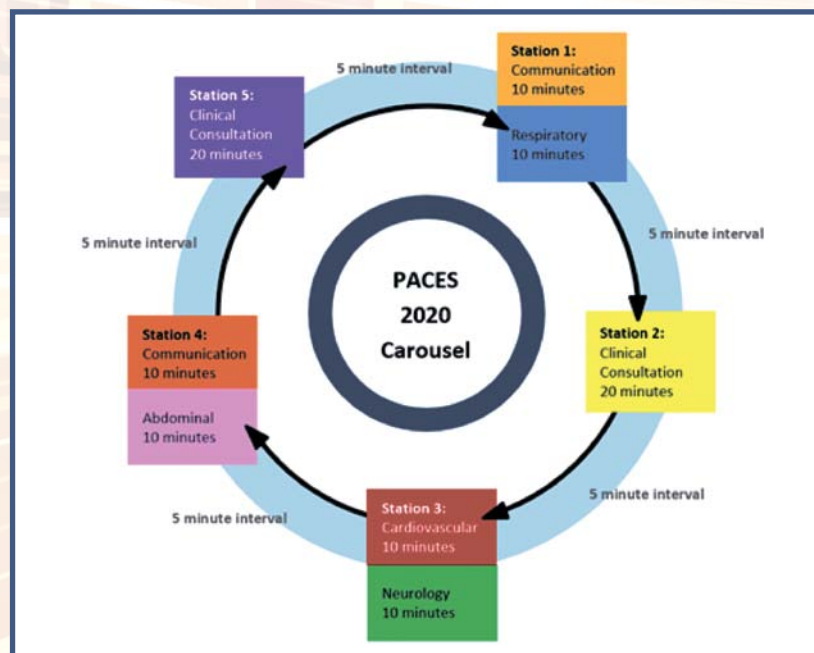 5 minute interval
Station 1:
Communication
10 minutes
Respiratory
10 minutes
5 minute interval
Station 2:
Clinical
Consultation
20 minutes
5 minute interval
Station 3:
Cardiovascular
10 minutes
Neurology
10 minutes
5 minute interval
Station 4:
Communication
10 minutes
Abdominal
10 minutes
5 minute interval
Station 5:
Clinical
Consultation
20 minutes
PACES
2020
Carousel